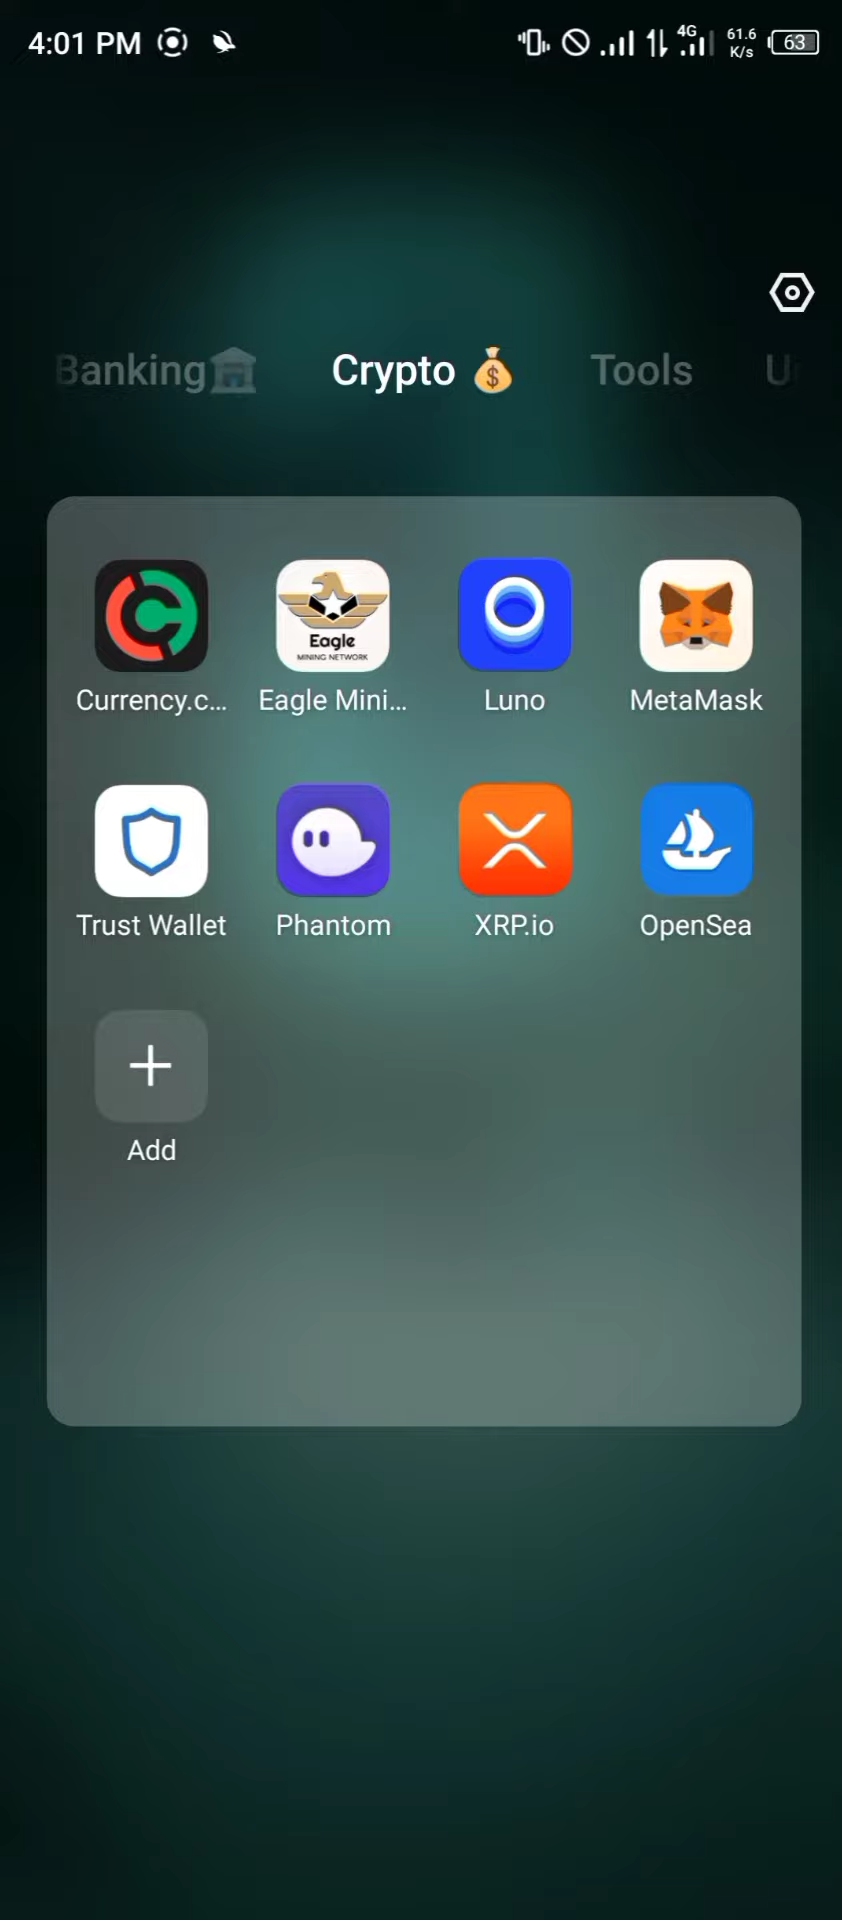 4:01 PM 4G 61.6 K/s 63
Banking Crypto Tools
Eagle
MINING NETWORK
Currency.c... Eagle Mini... Luno MetaMask
Trust Wallet Phantom XRP.io OpenSea
Add